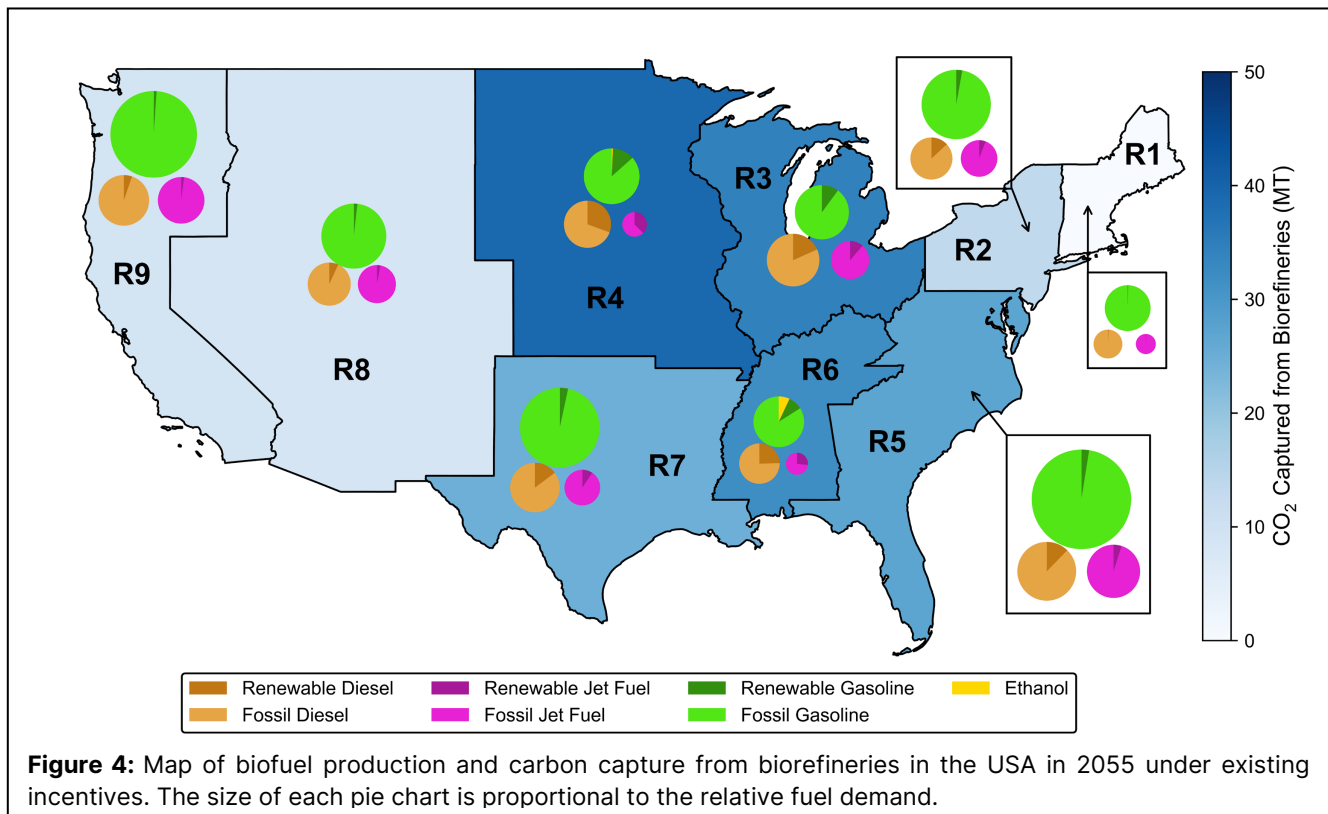 R1
R2
R3
R4
R5
R6
R7
R8
R9
50
40
30
20
10
0
CO₂ Captured from Biorefineries (MT)
Renewable Diesel
Renewable Jet Fuel
Renewable Gasoline
Ethanol
Fossil Diesel
Fossil Jet Fuel
Fossil Gasoline
Figure 4: Map of biofuel production and carbon capture from biorefineries in the USA in 2055 under existing
incentives. The size of each pie chart is proportional to the relative fuel demand.